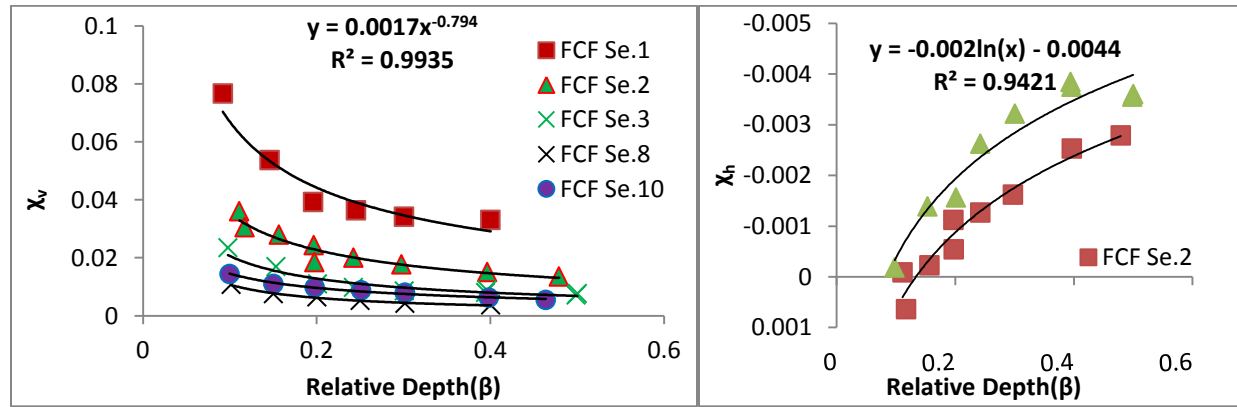 0.1
0.08
0.06
0.04
0.02
0
0
0.2
0.4
0.6
χv
Relative Depth(β)
y = 0.0017x^-0.794
R² = 0.9935
FCF Se.1
FCF Se.2
FCF Se.3
FCF Se.8
FCF Se.10
-0.005
-0.004
-0.003
-0.002
-0.001
0
0.001
0
0.2
0.4
0.6
χh
Relative Depth(β)
y = -0.002ln(x) - 0.0044
R² = 0.9421
FCF Se.2